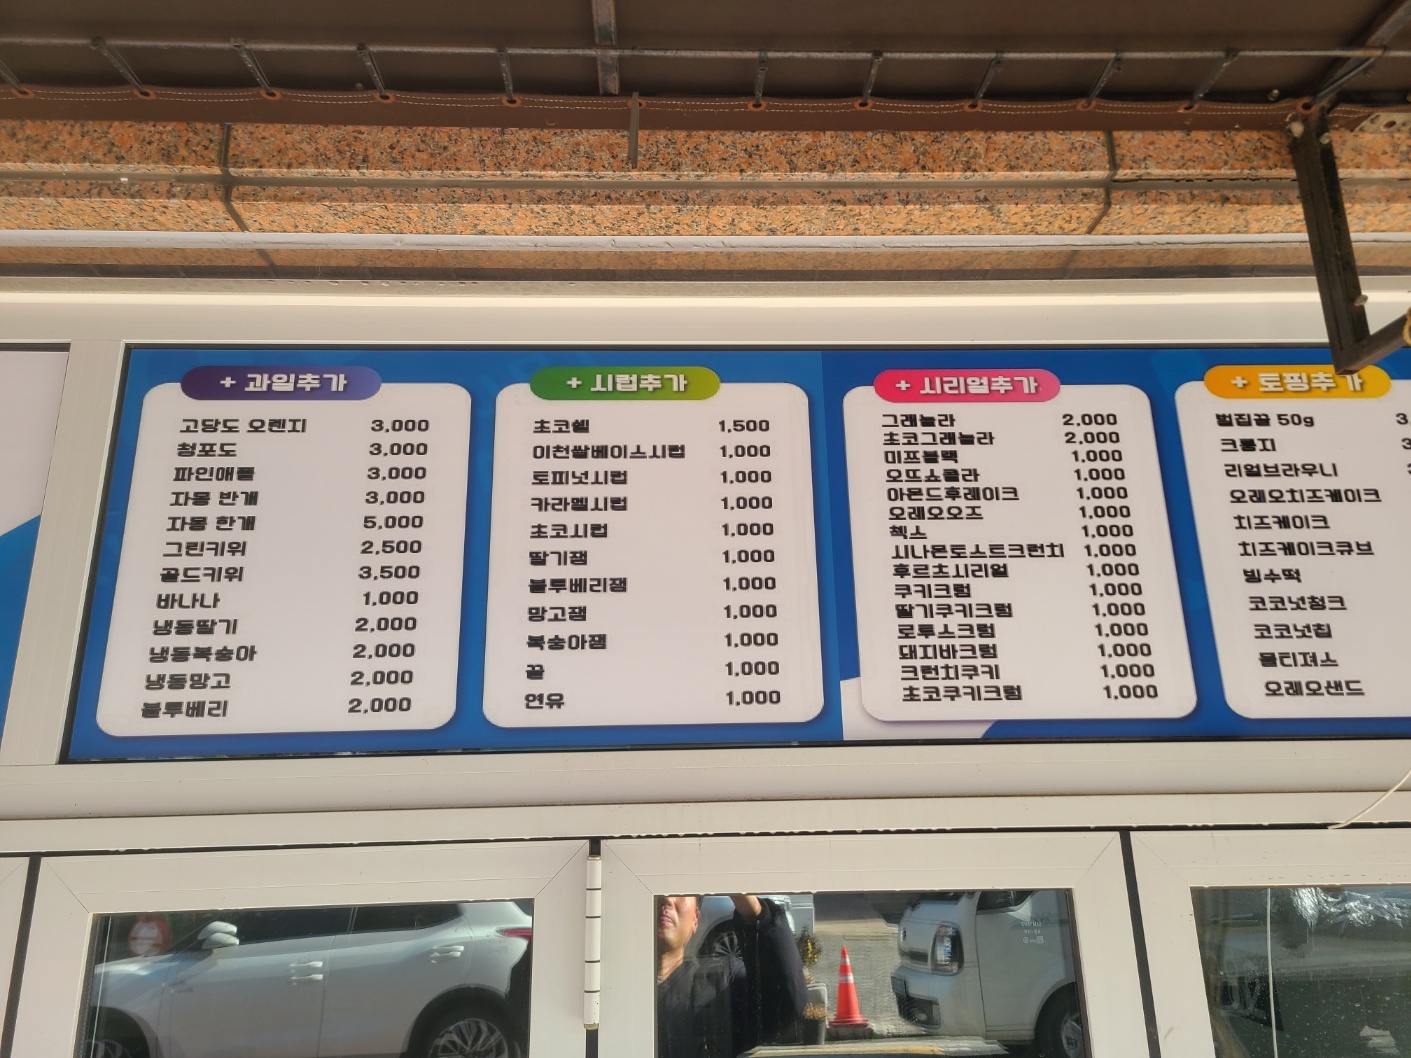 + 과일추가
고당도 오렌지 3,000
청포도 3,000
파인애플 3,000
자몽 반개 3,000
자몽 한개 5,000
그린키위 2,500
골드키위 3,500
바나나 1,000
냉동딸기 2,000
냉동복숭아 2,000
냉동망고 2,000
블루베리 2,000
+ 시럽추가
초코쉘 1,500
이천쌀베이스시럽 1,000
토피넛시럽 1,000
카라멜시럽 1,000
초코시럽 1,000
딸기잼 1,000
블루베리잼 1,000
망고잼 1,000
복숭아잼 1,000
꿀 1,000
연유 1,000
+ 시리얼추가
그래놀라 2,000
초코그래놀라 2,000
미프블랙 1,000
오뜨쇼콜라 1,000
아몬드후레이크 1,000
오레오오즈 1,000
첵스 1,000
시나몬토스트크런치 1,000
후르츠시리얼 1,000
쿠키크럼 1,000
딸기쿠키크럼 1,000
로투스크럼 1,000
돼지바크럼 1,000
크런치쿠키 1,000
초코쿠키크럼 1,000
+ 토핑추가
벌집꿀 50g 3,
크룽지 3
리얼브라우니
오레오치즈케이크
치즈케이크
치즈케이크큐브
빙수떡
코코넛청크
코코넛칩
몰티져스
오레오샌드